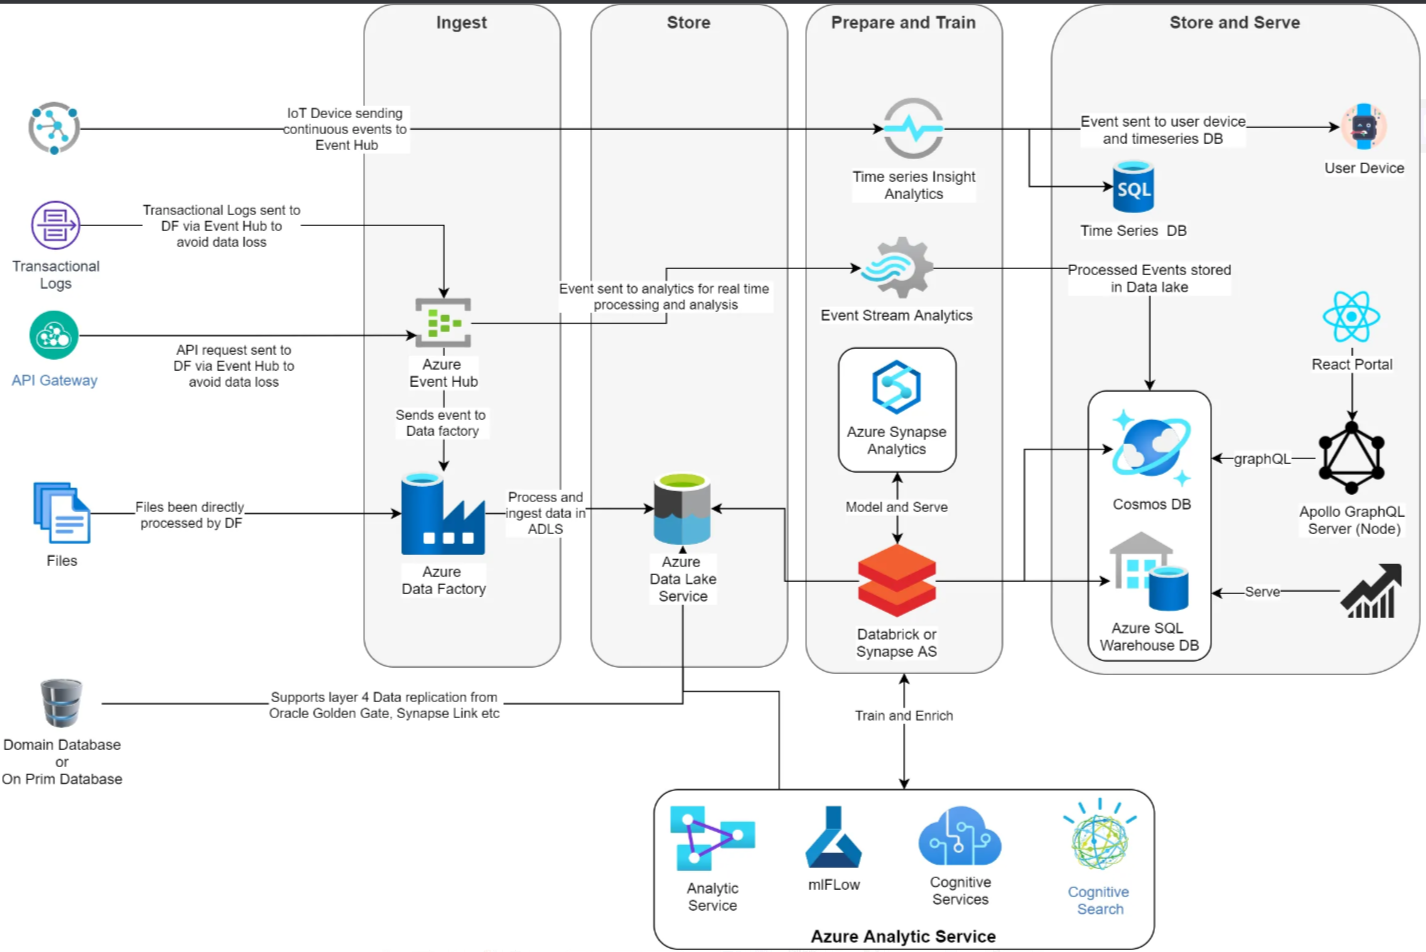 Ingest
Store
Prepare and Train
Store and Serve
IoT Device sending
continuous events to
Event Hub
Time series Insight
Analytics
Event sent to user device
and timeseries DB
User Device
SQL
Time Series DB
Transactional Logs sent to
DF via Event Hub to
avoid data loss
Transactional
Logs
Event sent to analytics for real time
processing and analysis
Event Stream Analytics
Processed Events stored
in Data lake
API request sent to
DF via Event Hub to
avoid data loss
API Gateway
Azure
Event Hub
React Portal
Sends event to
Data factory
Azure Synapse
Analytics
Model and Serve
Cosmos DB
graphQL
Apollo GraphQL
Server (Node)
Files been directly
processed by DF
Files
Process and
ingest data in
ADLS
Azure
Data Factory
Azure
Data Lake
Service
Databrick or
Synapse AS
Azure SQL
Warehouse DB
Serve
Supports layer 4 Data replication from
Oracle Golden Gate, Synapse Link etc
Domain Database
or
On Prim Database
Train and Enrich
Analytic
Service
mlFLow
Cognitive
Services
Cognitive
Search
Azure Analytic Service